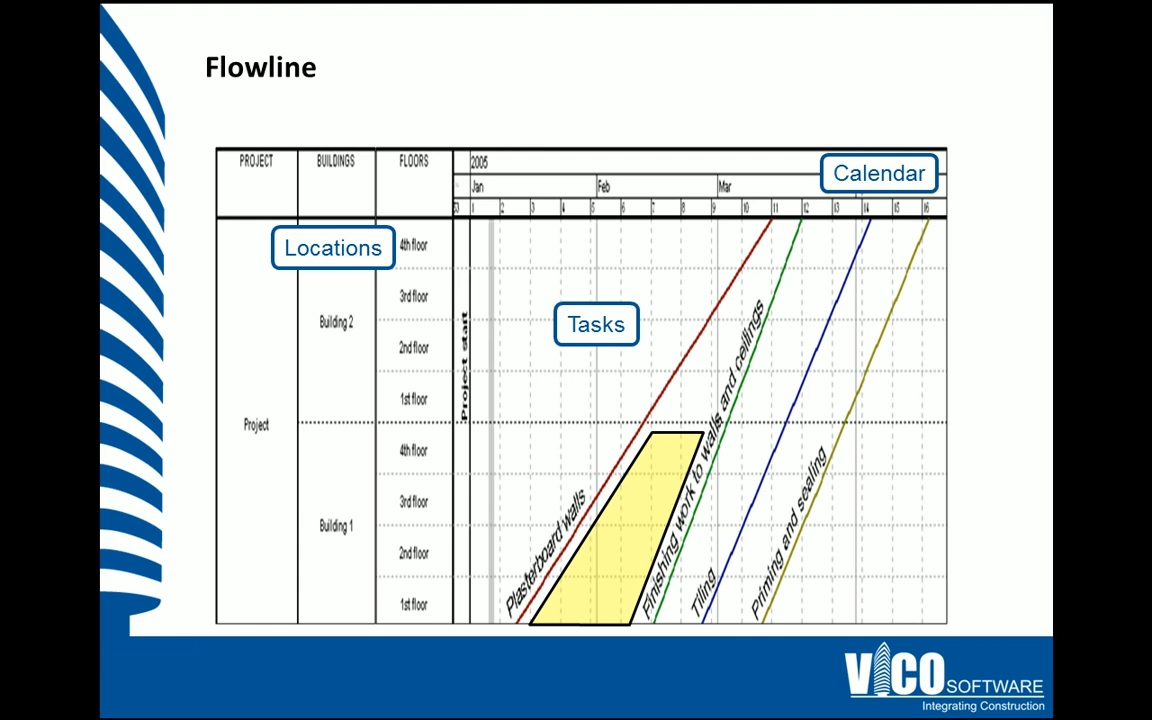 Flowline
PROJECT BUILDINGS FLOORS 2005
Calendar
Jan Feb Mar
53 1 2 3 4 5 6 7 8 9 10 11 12 13 14 15 16
Locations
4th floor
3rd floor
Building 2
Tasks
2nd floor
1st floor
Project start
Project
4th floor
3rd floor
Building 1
2nd floor
1st floor
Plasterboard walls
Finishing work to walls and ceilings
Tiling
Priming and sealing
VICO SOFTWARE
Integrating Construction